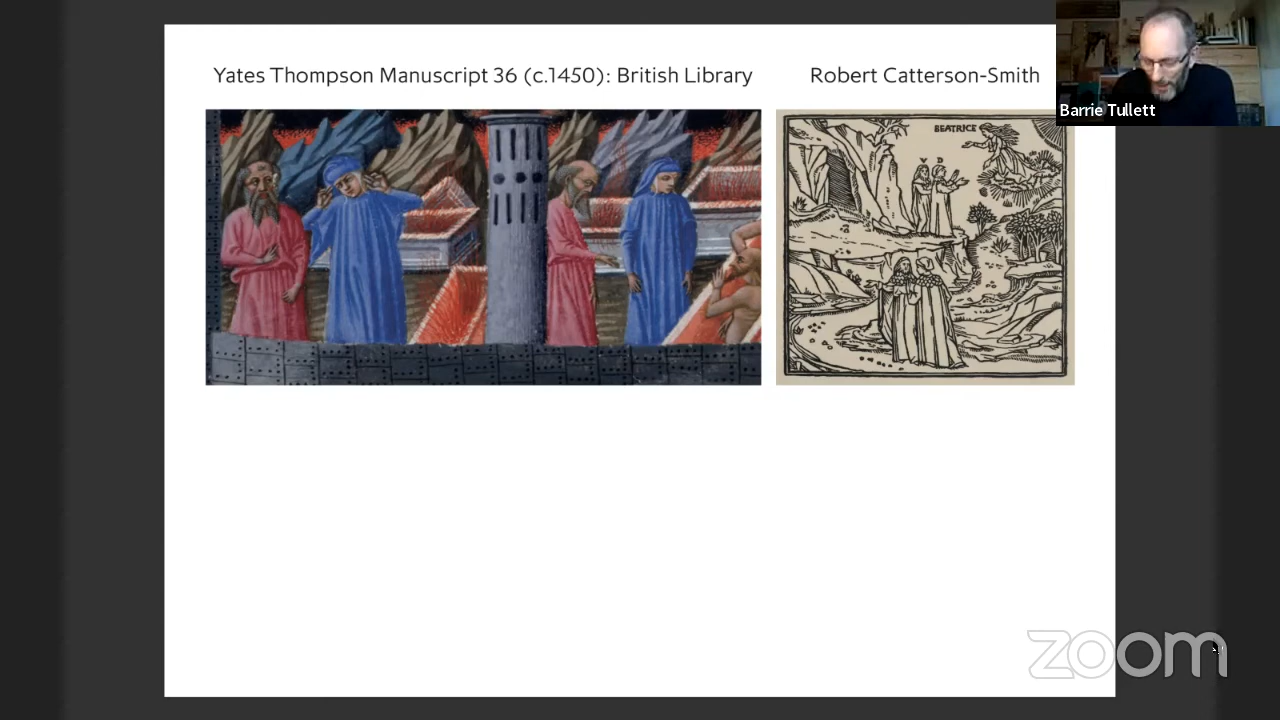 Yates Thompson Manuscript 36 (c.1450): British Library
Robert Catterson-Smith
Barrie Tullett
BEATRICE
V D
zoom